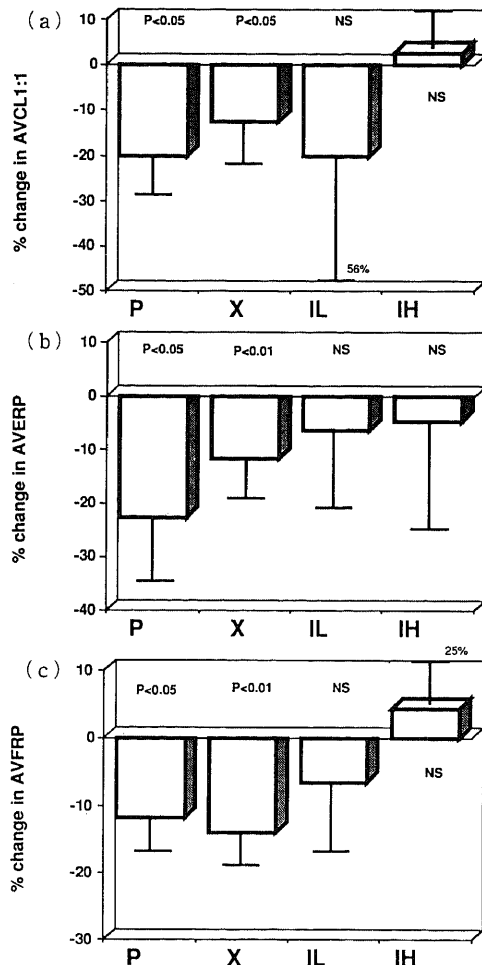 (a)
% change in AVCL1:1
10
0
-10
-20
-30
-40
-50
P<0.05 P<0.05 NS
NS
56%
P X IL IH
(b)
% change in AVERP
10
0
-10
-20
-30
-40
P<0.05 P<0.01 NS NS
P X IL IH
(c)
% change in AVFRP
10
0
-10
-20
-30
25%
P<0.05 P<0.01 NS
NS
P X IL IH